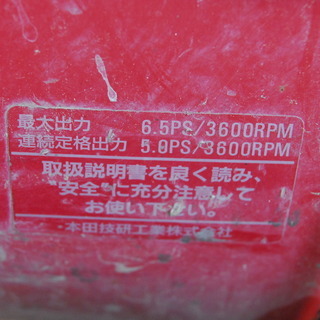 最大出力 6.5PS/3600RPM
連続定格出力 5.0PS/3600RPM
取扱説明書を良く読み、
"安全"に充分注意して
お使い下さい。
本田技研工業株式会社